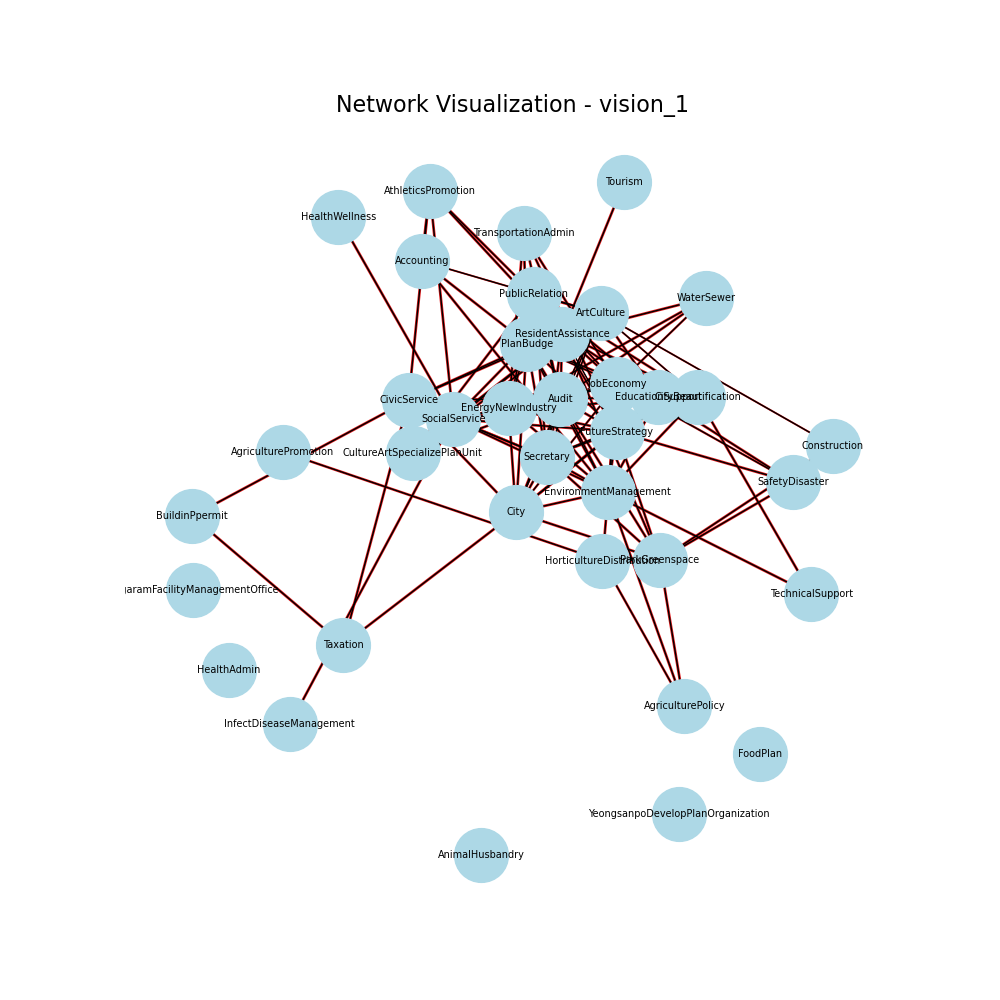 Network Visualization - vision_1
Tourism
AthleticsPromotion
HealthWellness
TransportationAdmin
Accounting
PublicRelation
WaterSewer
ArtCulture
ResidentAssistance
PlanBudge
JobEconomy
EducationSupport
CityBeautification
CivicService
Audit
EnergyNewIndustry
SocialService
FutureStrategy
Construction
AgriculturePromotion
CultureArtSpecializePlanUnit
Secretary
SafetyDisaster
EnvironmentManagement
BuildinPpermit
City
HorticultureDistribution
ParkGreenspace
aramFacilityManagementOffice
TechnicalSupport
Taxation
HealthAdmin
AgriculturePolicy
InfectDiseaseManagement
FoodPlan
YeongsanpoDevelopPlanOrganization
AnimalHusbandry